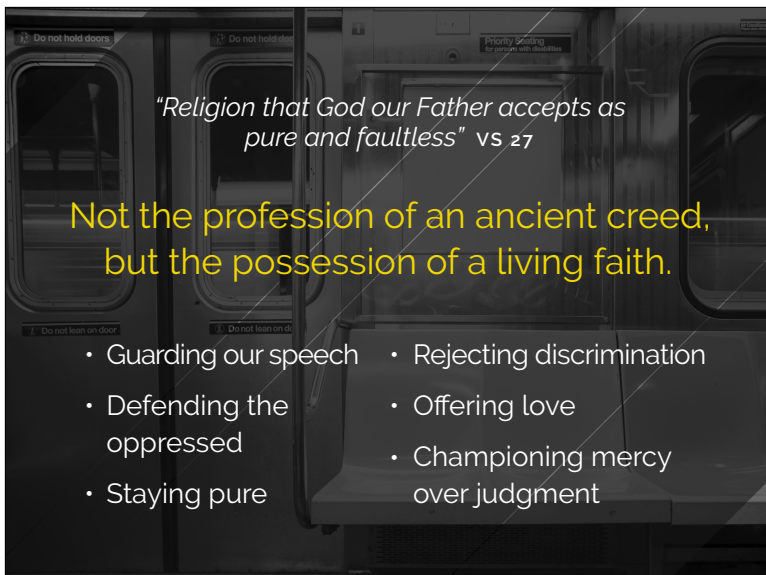 Do not hold doors
Do not hold doo
Priority Seating
for persons with disabilities
“Religion that God our Father accepts as
pure and faultless” VS 27
Not the profession of an ancient creed,
but the possession of a living faith.
Do not lean on door
Do not lean on do
• Guarding our speech
• Defending the
oppressed
• Staying pure
• Rejecting discrimination
• Offering love
• Championing mercy
over judgment